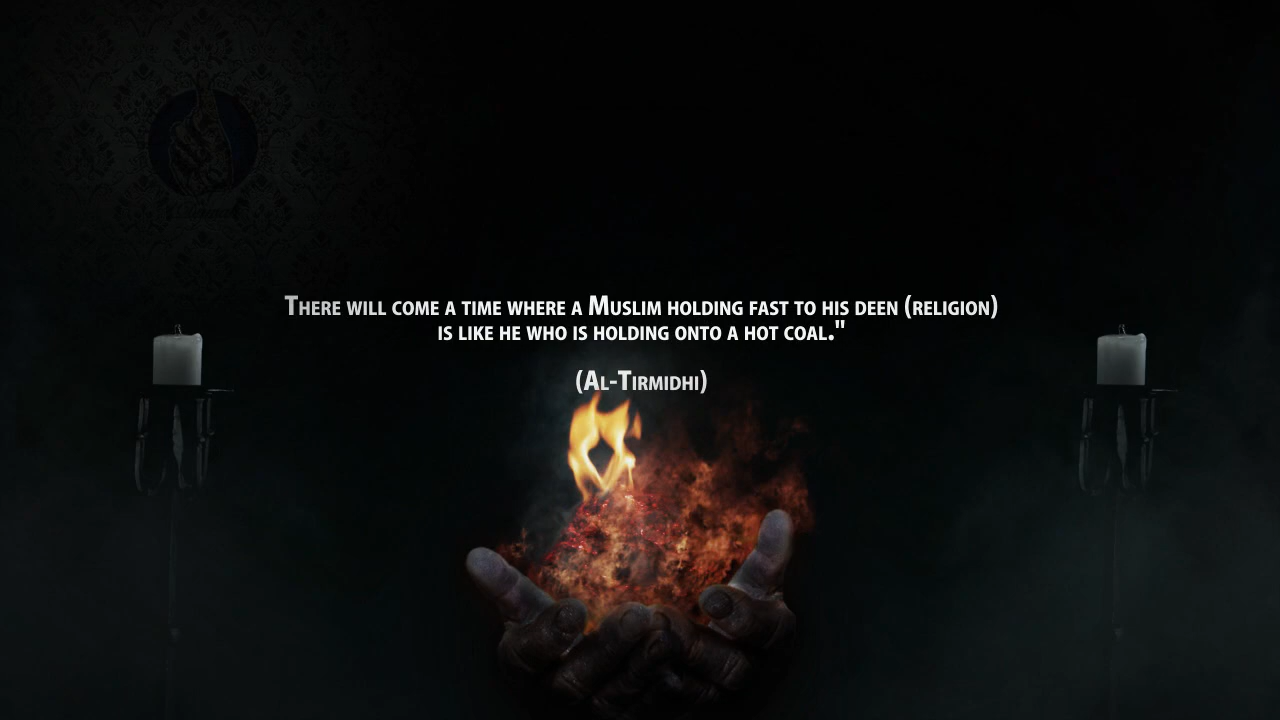 There will come a time where a Muslim holding fast to his deen (religion)
is like he who is holding onto a hot coal."
(Al-Tirmidhi)